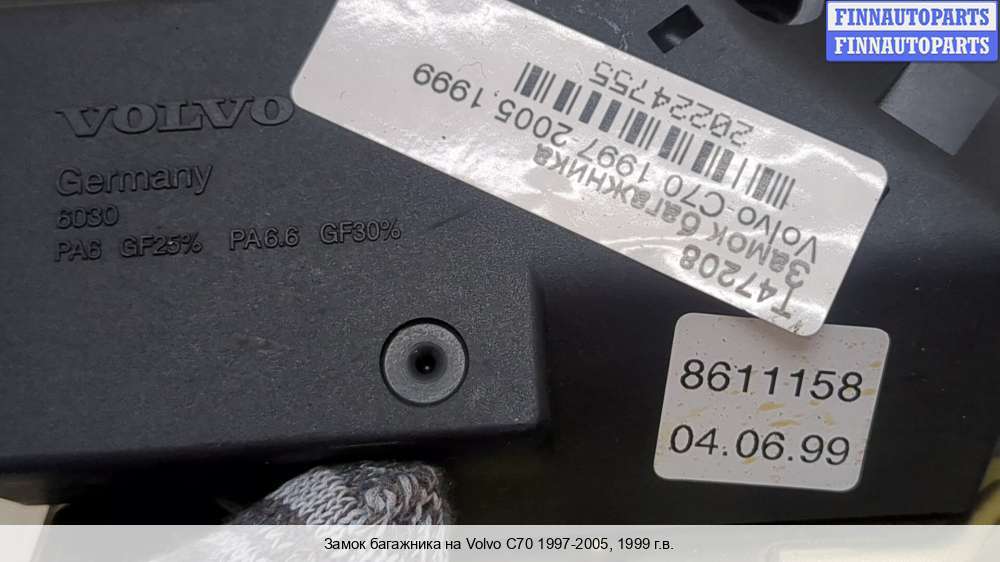 FINNAUTOPARTS
FINNAUTOPARTS
VOLVO
Germany
6030
PA6 GF25% PA6.6 GF30%
T47208
Замок багажника
Volvo C70 1997-2005, 1999
20224755
8611158
04.06.99
Замок багажника на Volvo C70 1997-2005, 1999 г.в.